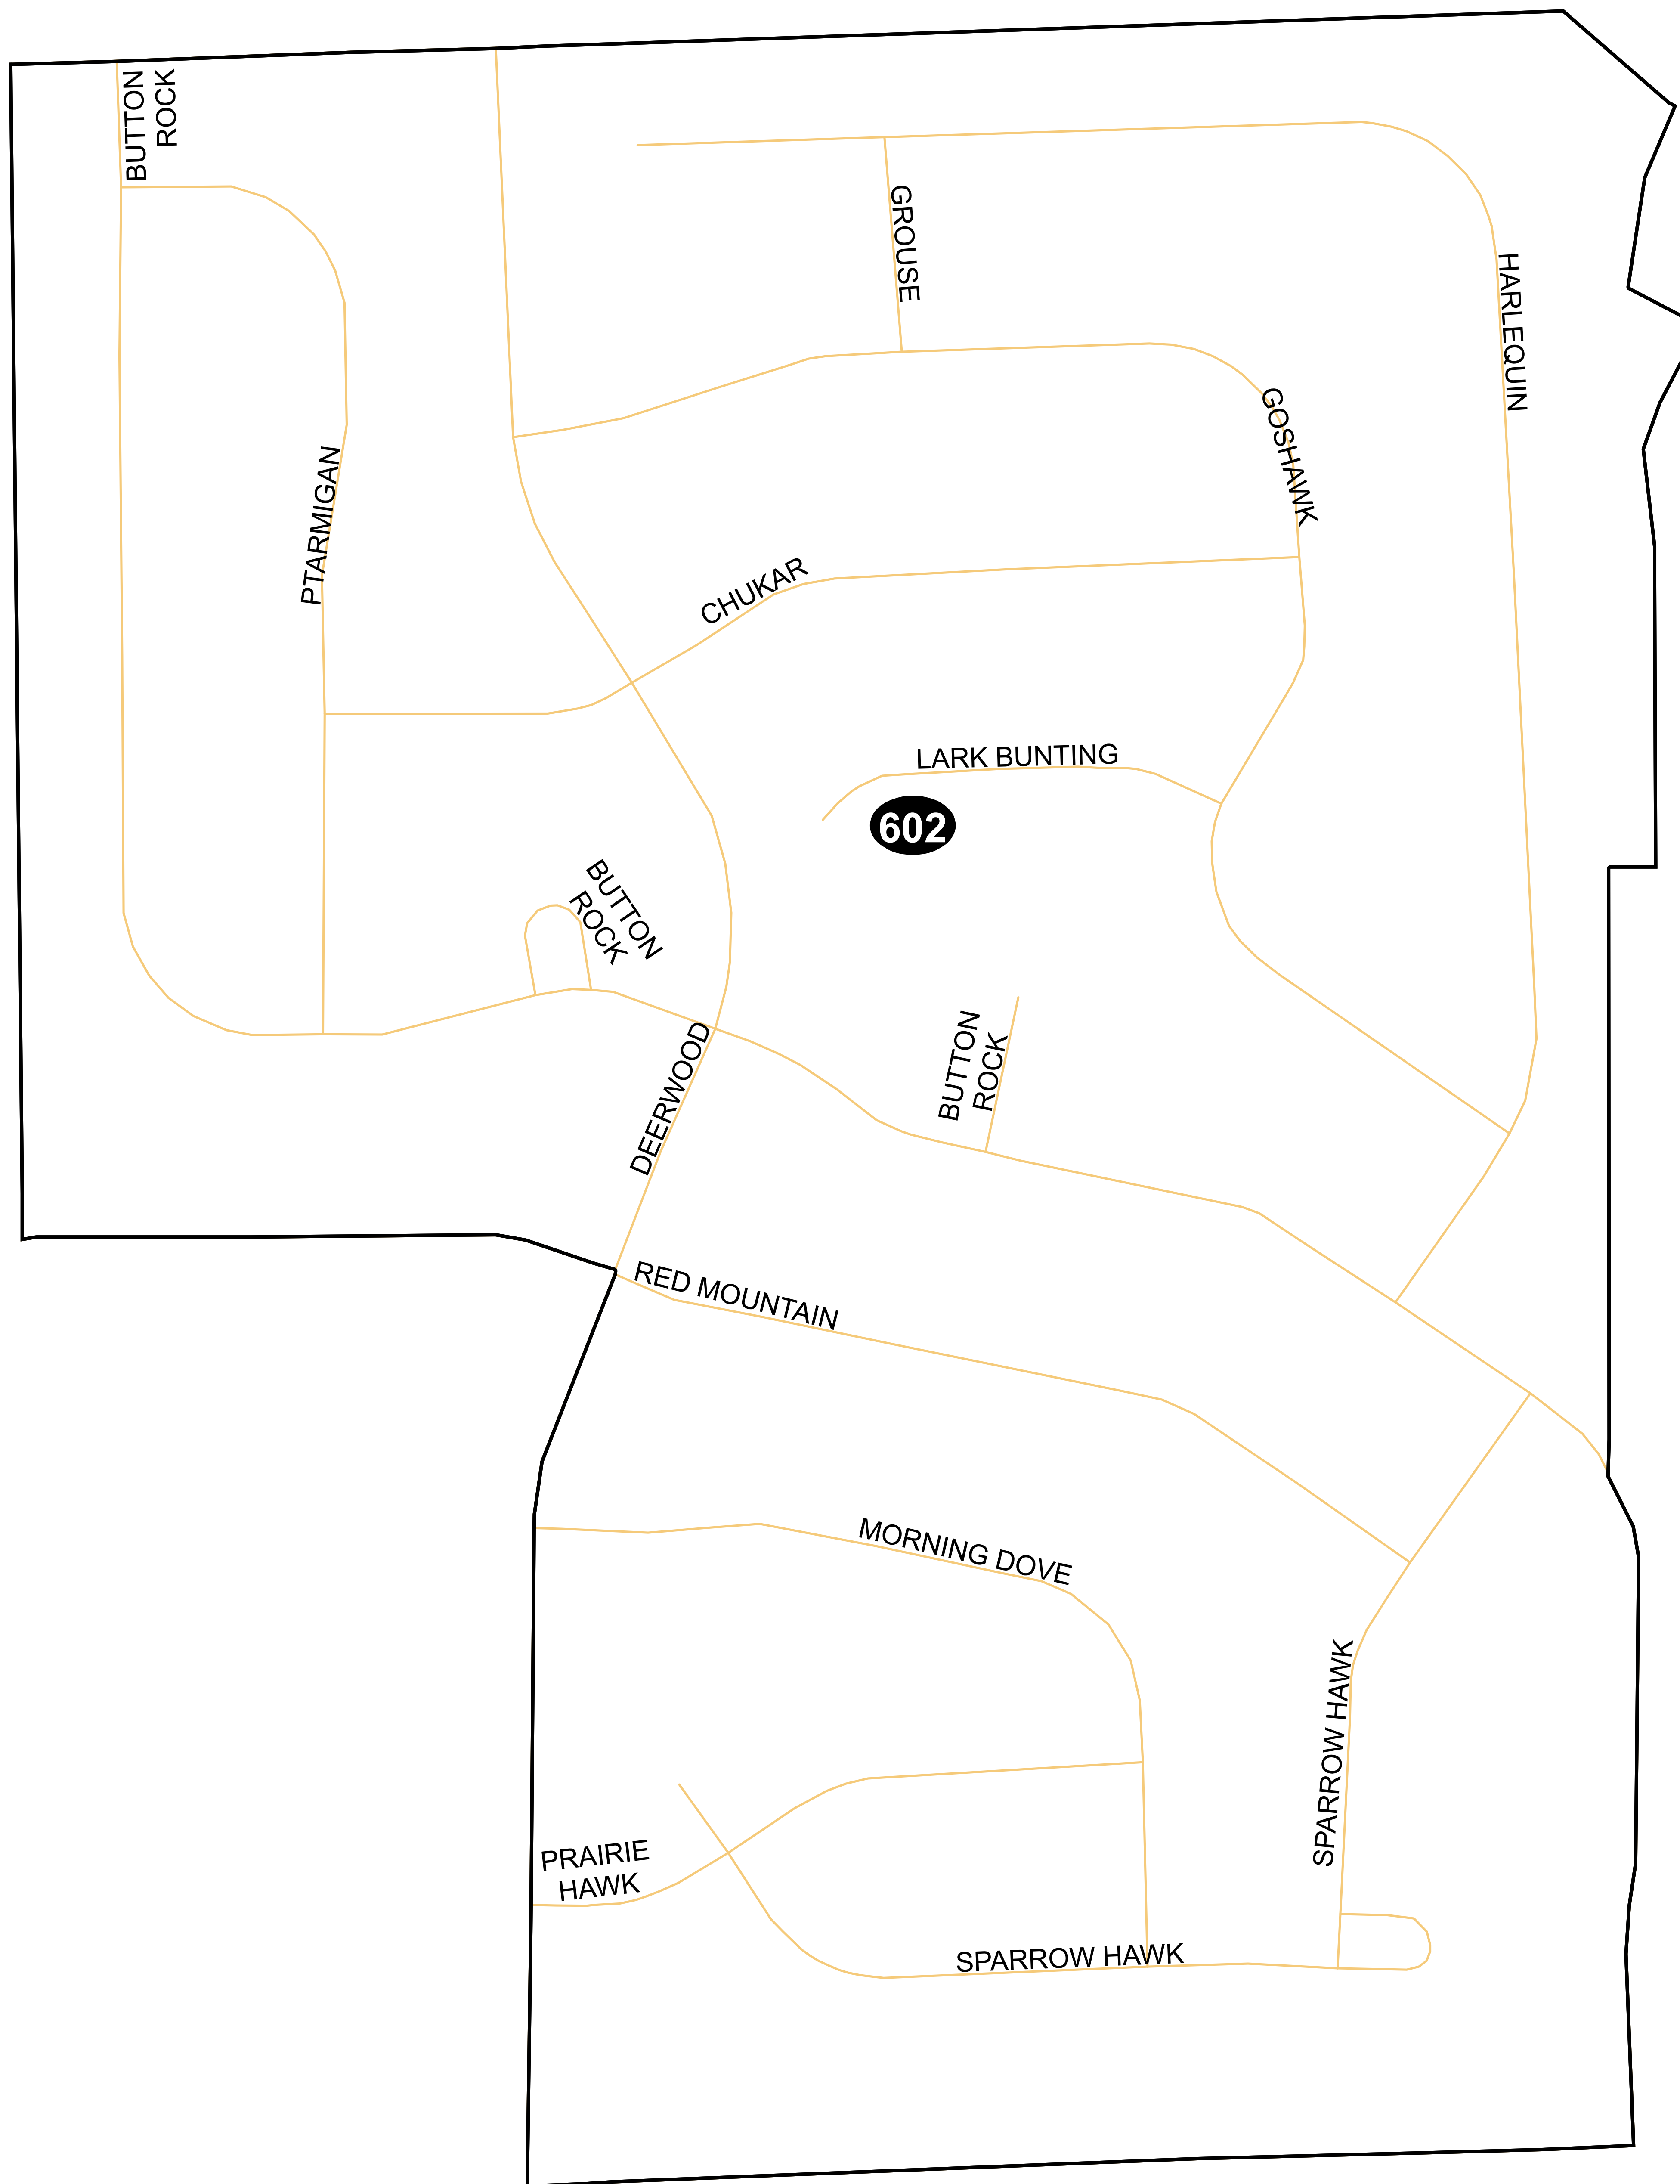 BUTTON
ROCK
GROUSE
HARLEQUIN
GOSHAWK
PTARMIGAN
CHUKAR
LARK BUNTING
602
BUTTON
ROCK
BUTTON
ROCK
DEERWOOD
RED MOUNTAIN
MORNING DOVE
SPARROW HAWK
PRAIRIE
HAWK
SPARROW HAWK